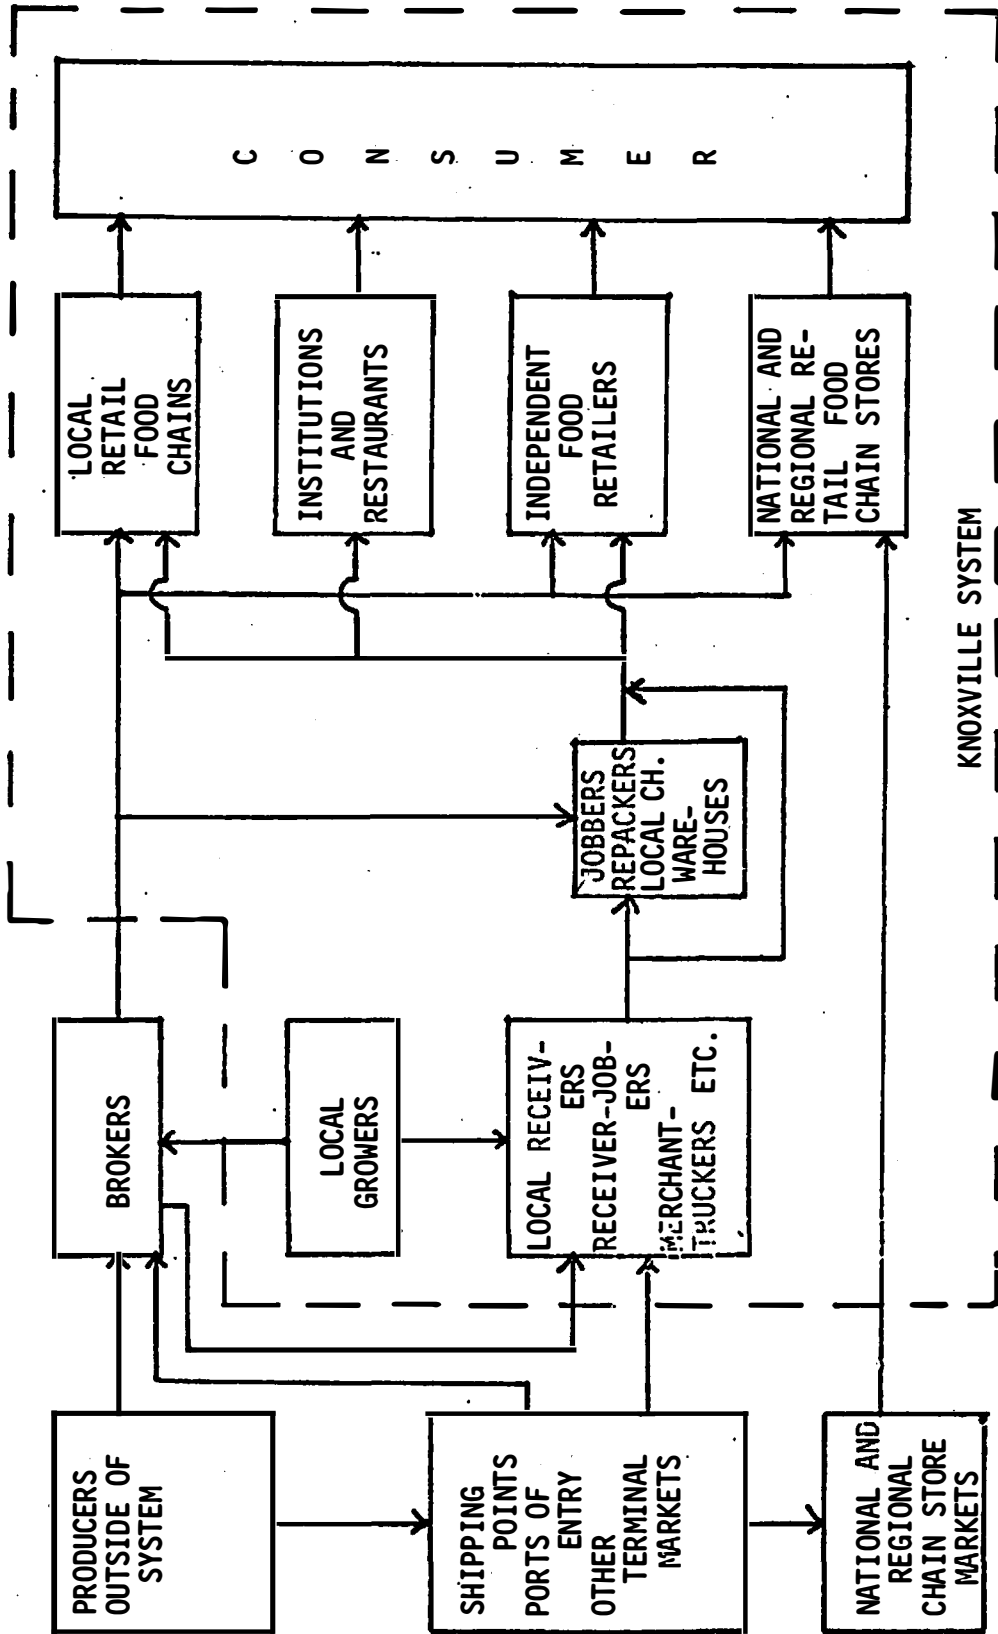 PRODUCERS
OUTSIDE OF
SYSTEM
SHIPPING
POINTS
PORTS OF
ENTRY
OTHER
TERMINAL
MARKETS
NATIONAL AND
REGIONAL
CHAIN STORE
MARKETS
BROKERS
LOCAL
GROWERS
LOCAL RECEIV-
ERS
RECEIVER-JOB-
ERS
MERCHANT-
TRUCKERS ETC.
JOBBERS
REPACKERS
LOCAL CH.
WARE-
HOUSES
LOCAL
RETAIL
FOOD
CHAINS
INSTITUTIONS
AND
RESTAURANTS
INDEPENDENT
FOOD
RETAILERS
NATIONAL AND
REGIONAL RE-
TAIL FOOD
CHAIN STORES
C O N S U M E R
KNOXVILLE SYSTEM